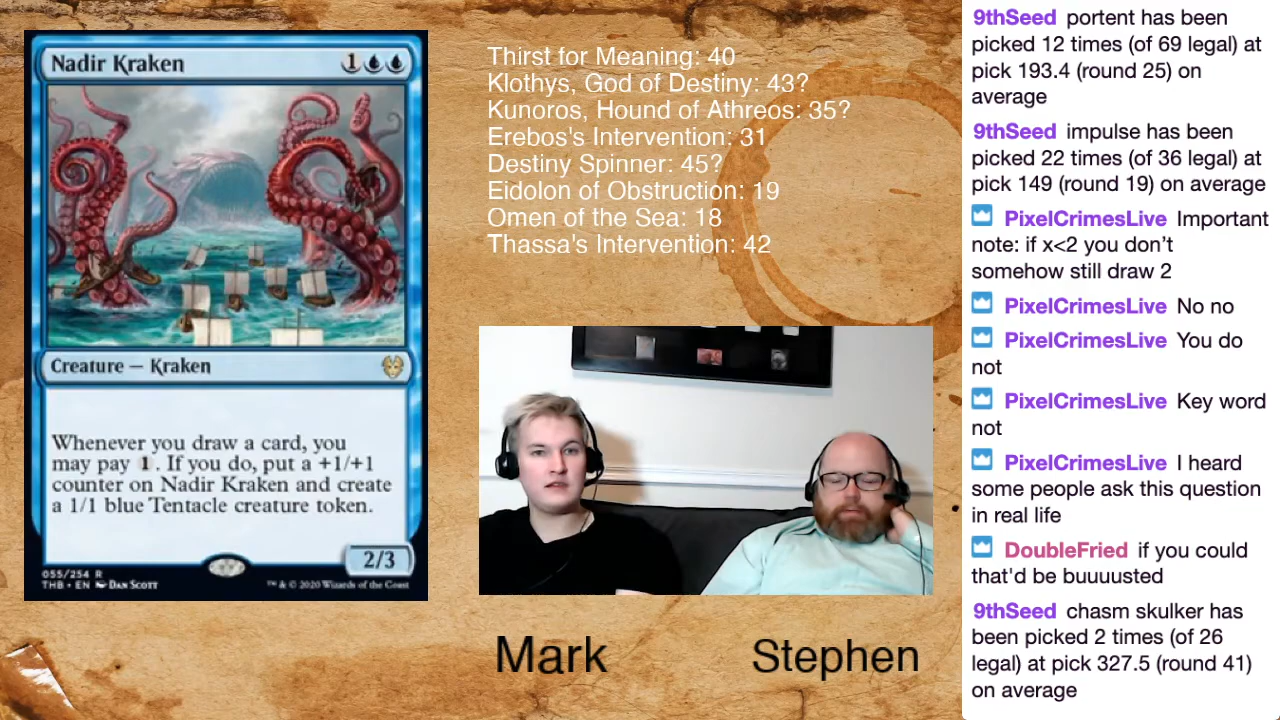 Nadir Kraken
1
Creature — Kraken
Whenever you draw a card, you
may pay 1. If you do, put a +1/+1
counter on Nadir Kraken and create
a 1/1 blue Tentacle creature token.
2/3
055/254 R
THB • EN DAN SCOTT
™ & © 2020 Wizards of the Coast
Thirst for Meaning: 40
Klothys, God of Destiny: 43?
Kunoros, Hound of Athreos: 35?
Erebos's Intervention: 31
Destiny Spinner: 45?
Eidolon of Obstruction: 19
Omen of the Sea: 18
Thassa's Intervention: 42
Mark
Stephen
9thSeed portent has been
picked 12 times (of 69 legal) at
pick 193.4 (round 25) on
average
9thSeed impulse has been
picked 22 times (of 36 legal) at
pick 149 (round 19) on average
PixelCrimesLive Important
note: if x<2 you don’t
somehow still draw 2
PixelCrimesLive No no
PixelCrimesLive You do
not
PixelCrimesLive Key word
not
PixelCrimesLive I heard
some people ask this question
in real life
DoubleFried if you could
that'd be buuuusted
9thSeed chasm skulker has
been picked 2 times (of 26
legal) at pick 327.5 (round 41)
on average